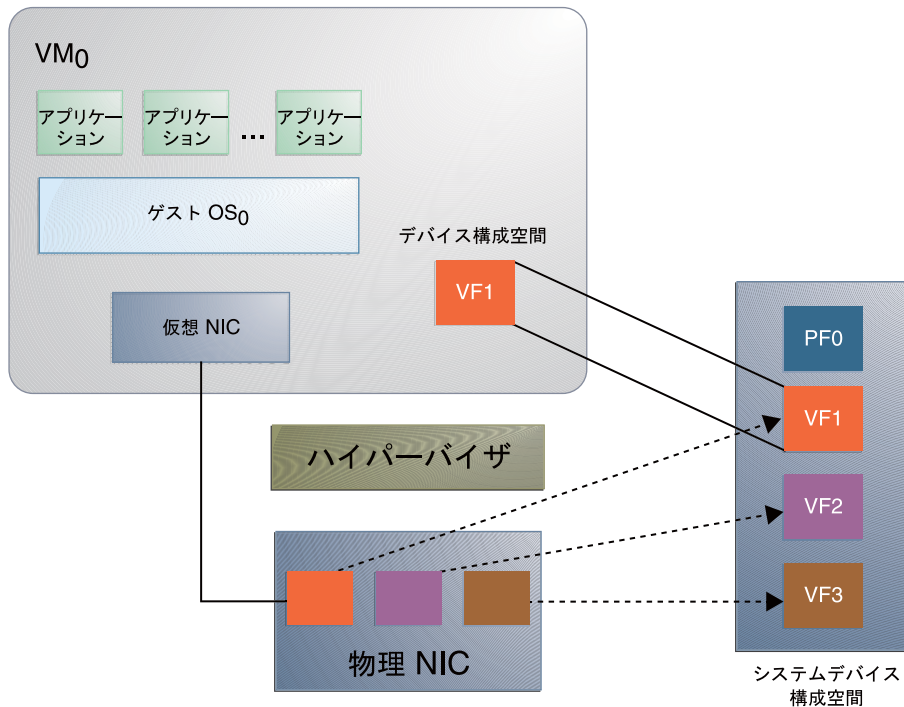 VM0
アプリケー
ション
アプリケー
ション
...
アプリケー
ション
ゲスト OS0
デバイス構成空間
VF1
仮想 NIC
ハイパーバイザ
物理 NIC
PF0
VF1
VF2
VF3
システムデバイス
構成空間